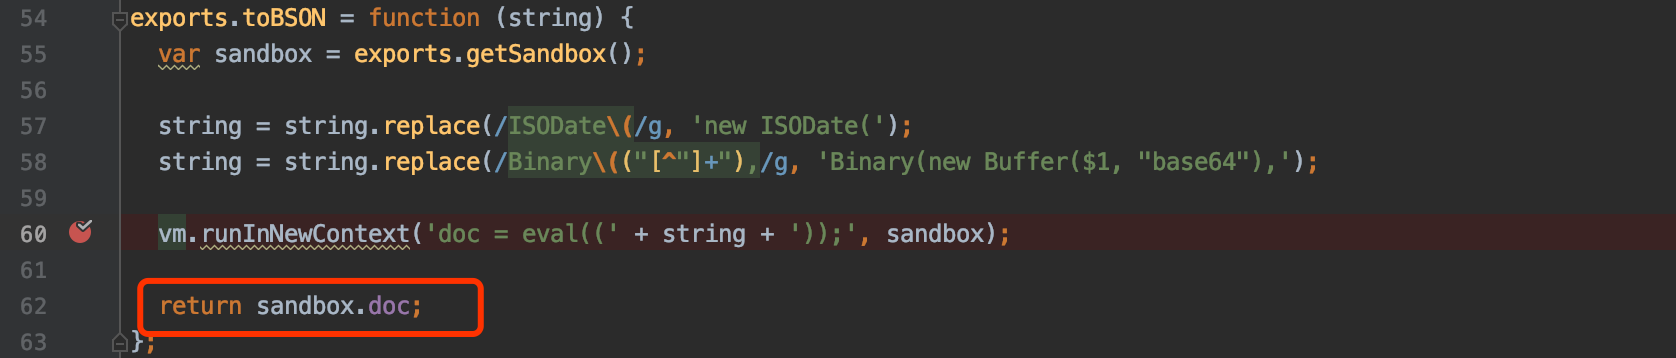 54 exports.toBSON = function (string) {
55   var sandbox = exports.getSandbox();
56
57   string = string.replace(/ISODate\(/g, 'new ISODate(');
58   string = string.replace(/Binary\(("[^"]+"),/g, 'Binary(new Buffer($1, "base64"),');
59
60   vm.runInNewContext('doc = eval((' + string + '));', sandbox);
61
62   return sandbox.doc;
63 };